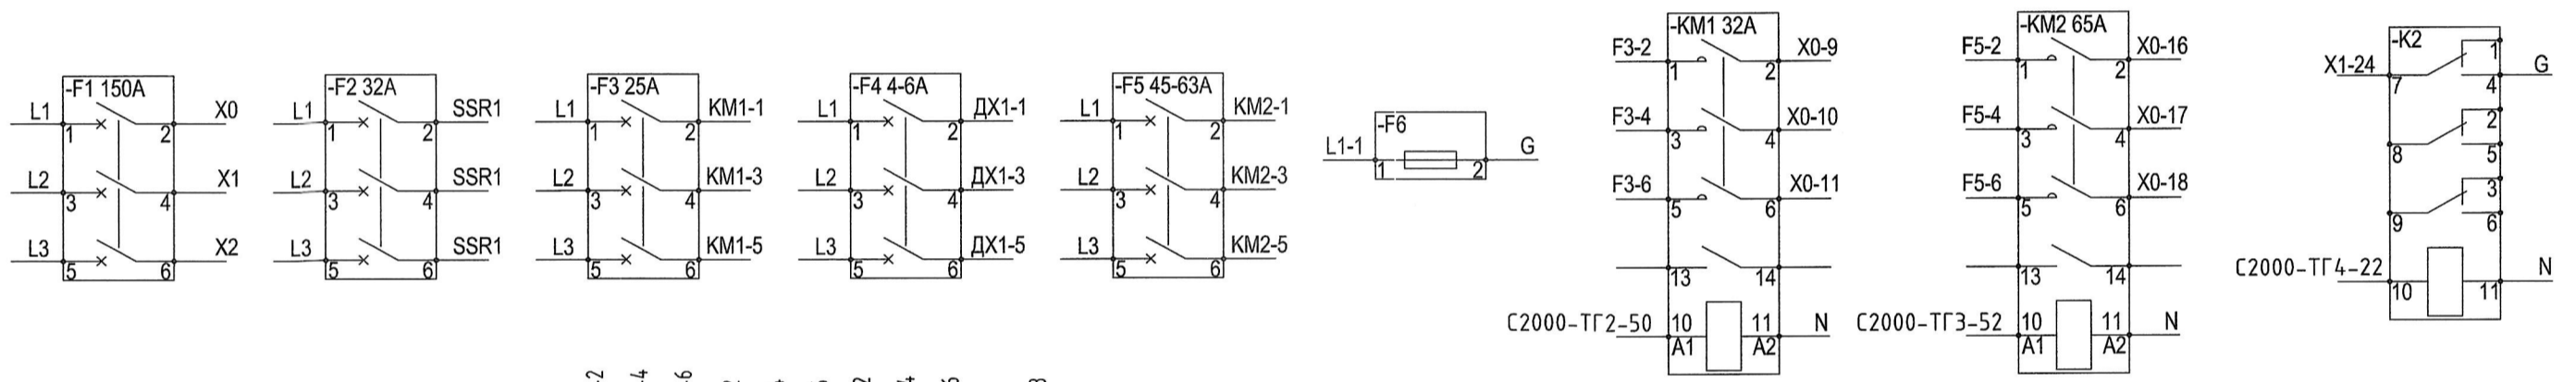 -F1 150A
L1 1 2 X0
L2 3 4 X1
L3 5 6 X2
-F2 32A
L1 1 2 SSR1
L2 3 4 SSR1
L3 5 6 SSR1
-F3 25A
L1 1 2 KM1-1
L2 3 4 KM1-3
L3 5 6 KM1-5
-F4 4-6A
L1 1 2 ДХ1-1
L2 3 4 ДХ1-3
L3 5 6 ДХ1-5
-F5 45-63A
L1 1 2 KM2-1
L2 3 4 KM2-3
L3 5 6 KM2-5
-F6
L1-1 1 2 G
-KM1 32A
F3-2 1 2 X0-9
F3-4 3 4 X0-10
F3-6 5 6 X0-11
13 14
С2000-ТГ2-50 10 11 N
A1 A2
-KM2 65A
F5-2 1 2 X0-16
F5-4 3 4 X0-17
F5-6 5 6 X0-18
13 14
С2000-ТГ3-52 10 11 N
A1 A2
-K2
1
X1-24 7 4 G
2
8 5
3
9 6
С2000-ТГ4-22 10 11 N
-2
-4
-6